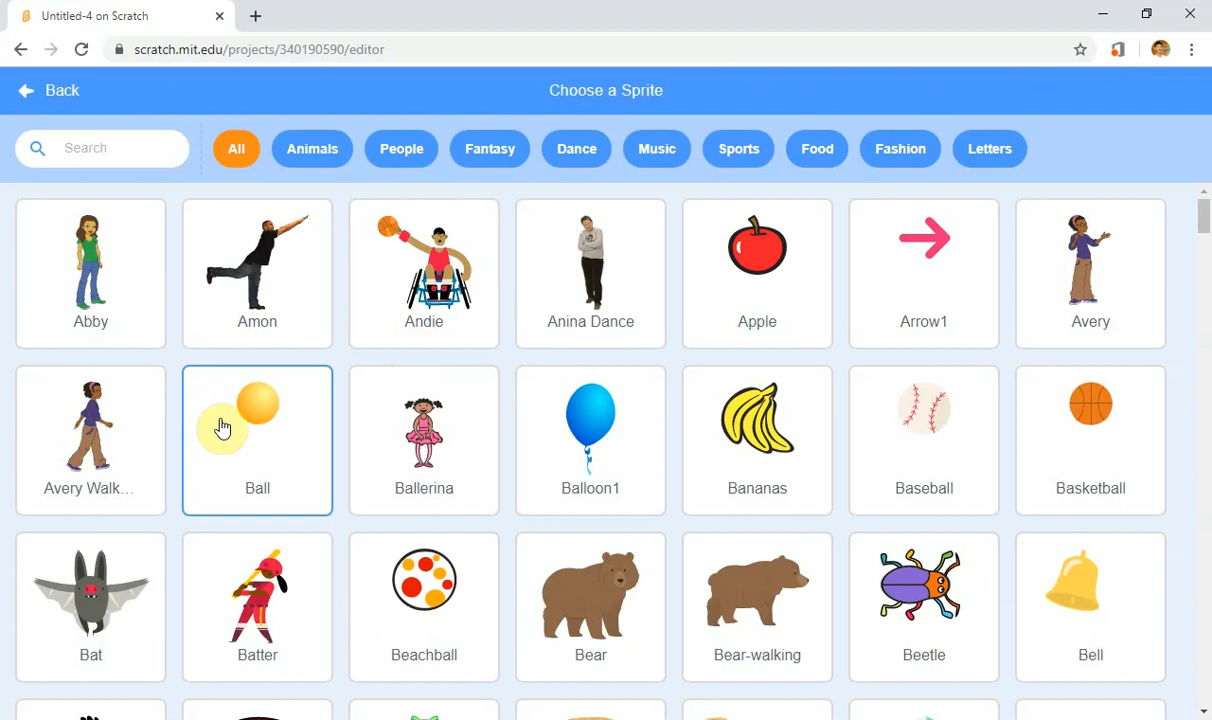 Untitled-4 on Scratch
scratch.mit.edu/projects/340190590/editor
Back
Choose a Sprite
Search
All
Animals
People
Fantasy
Dance
Music
Sports
Food
Fashion
Letters
Abby
Amon
Andie
Anina Dance
Apple
Arrow1
Avery
Avery Walk...
Ball
Ballerina
Balloon1
Bananas
Baseball
Basketball
Bat
Batter
Beachball
Bear
Bear-walking
Beetle
Bell